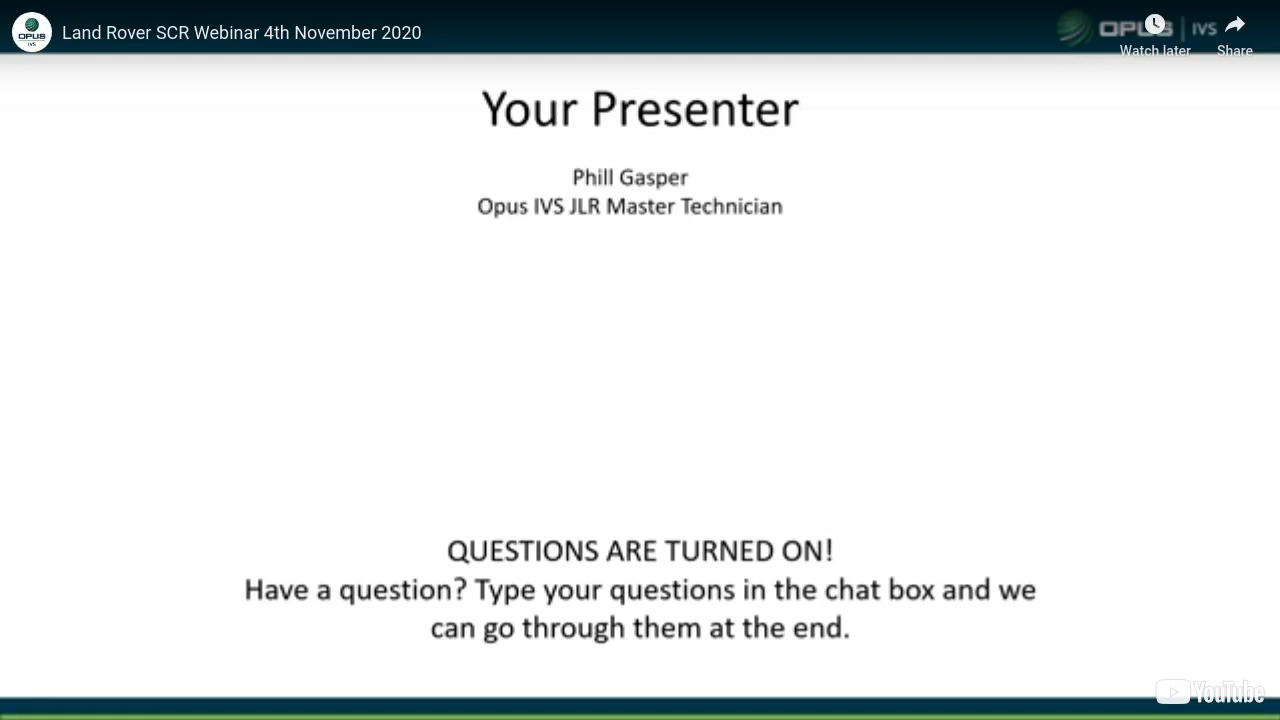 OPUS
IVS
Land Rover SCR Webinar 4th November 2020
OPUS IVS
Watch later
Share
Your Presenter
Phill Gasper
Opus IVS JLR Master Technician
QUESTIONS ARE TURNED ON!
Have a question? Type your questions in the chat box and we
can go through them at the end.
YouTube